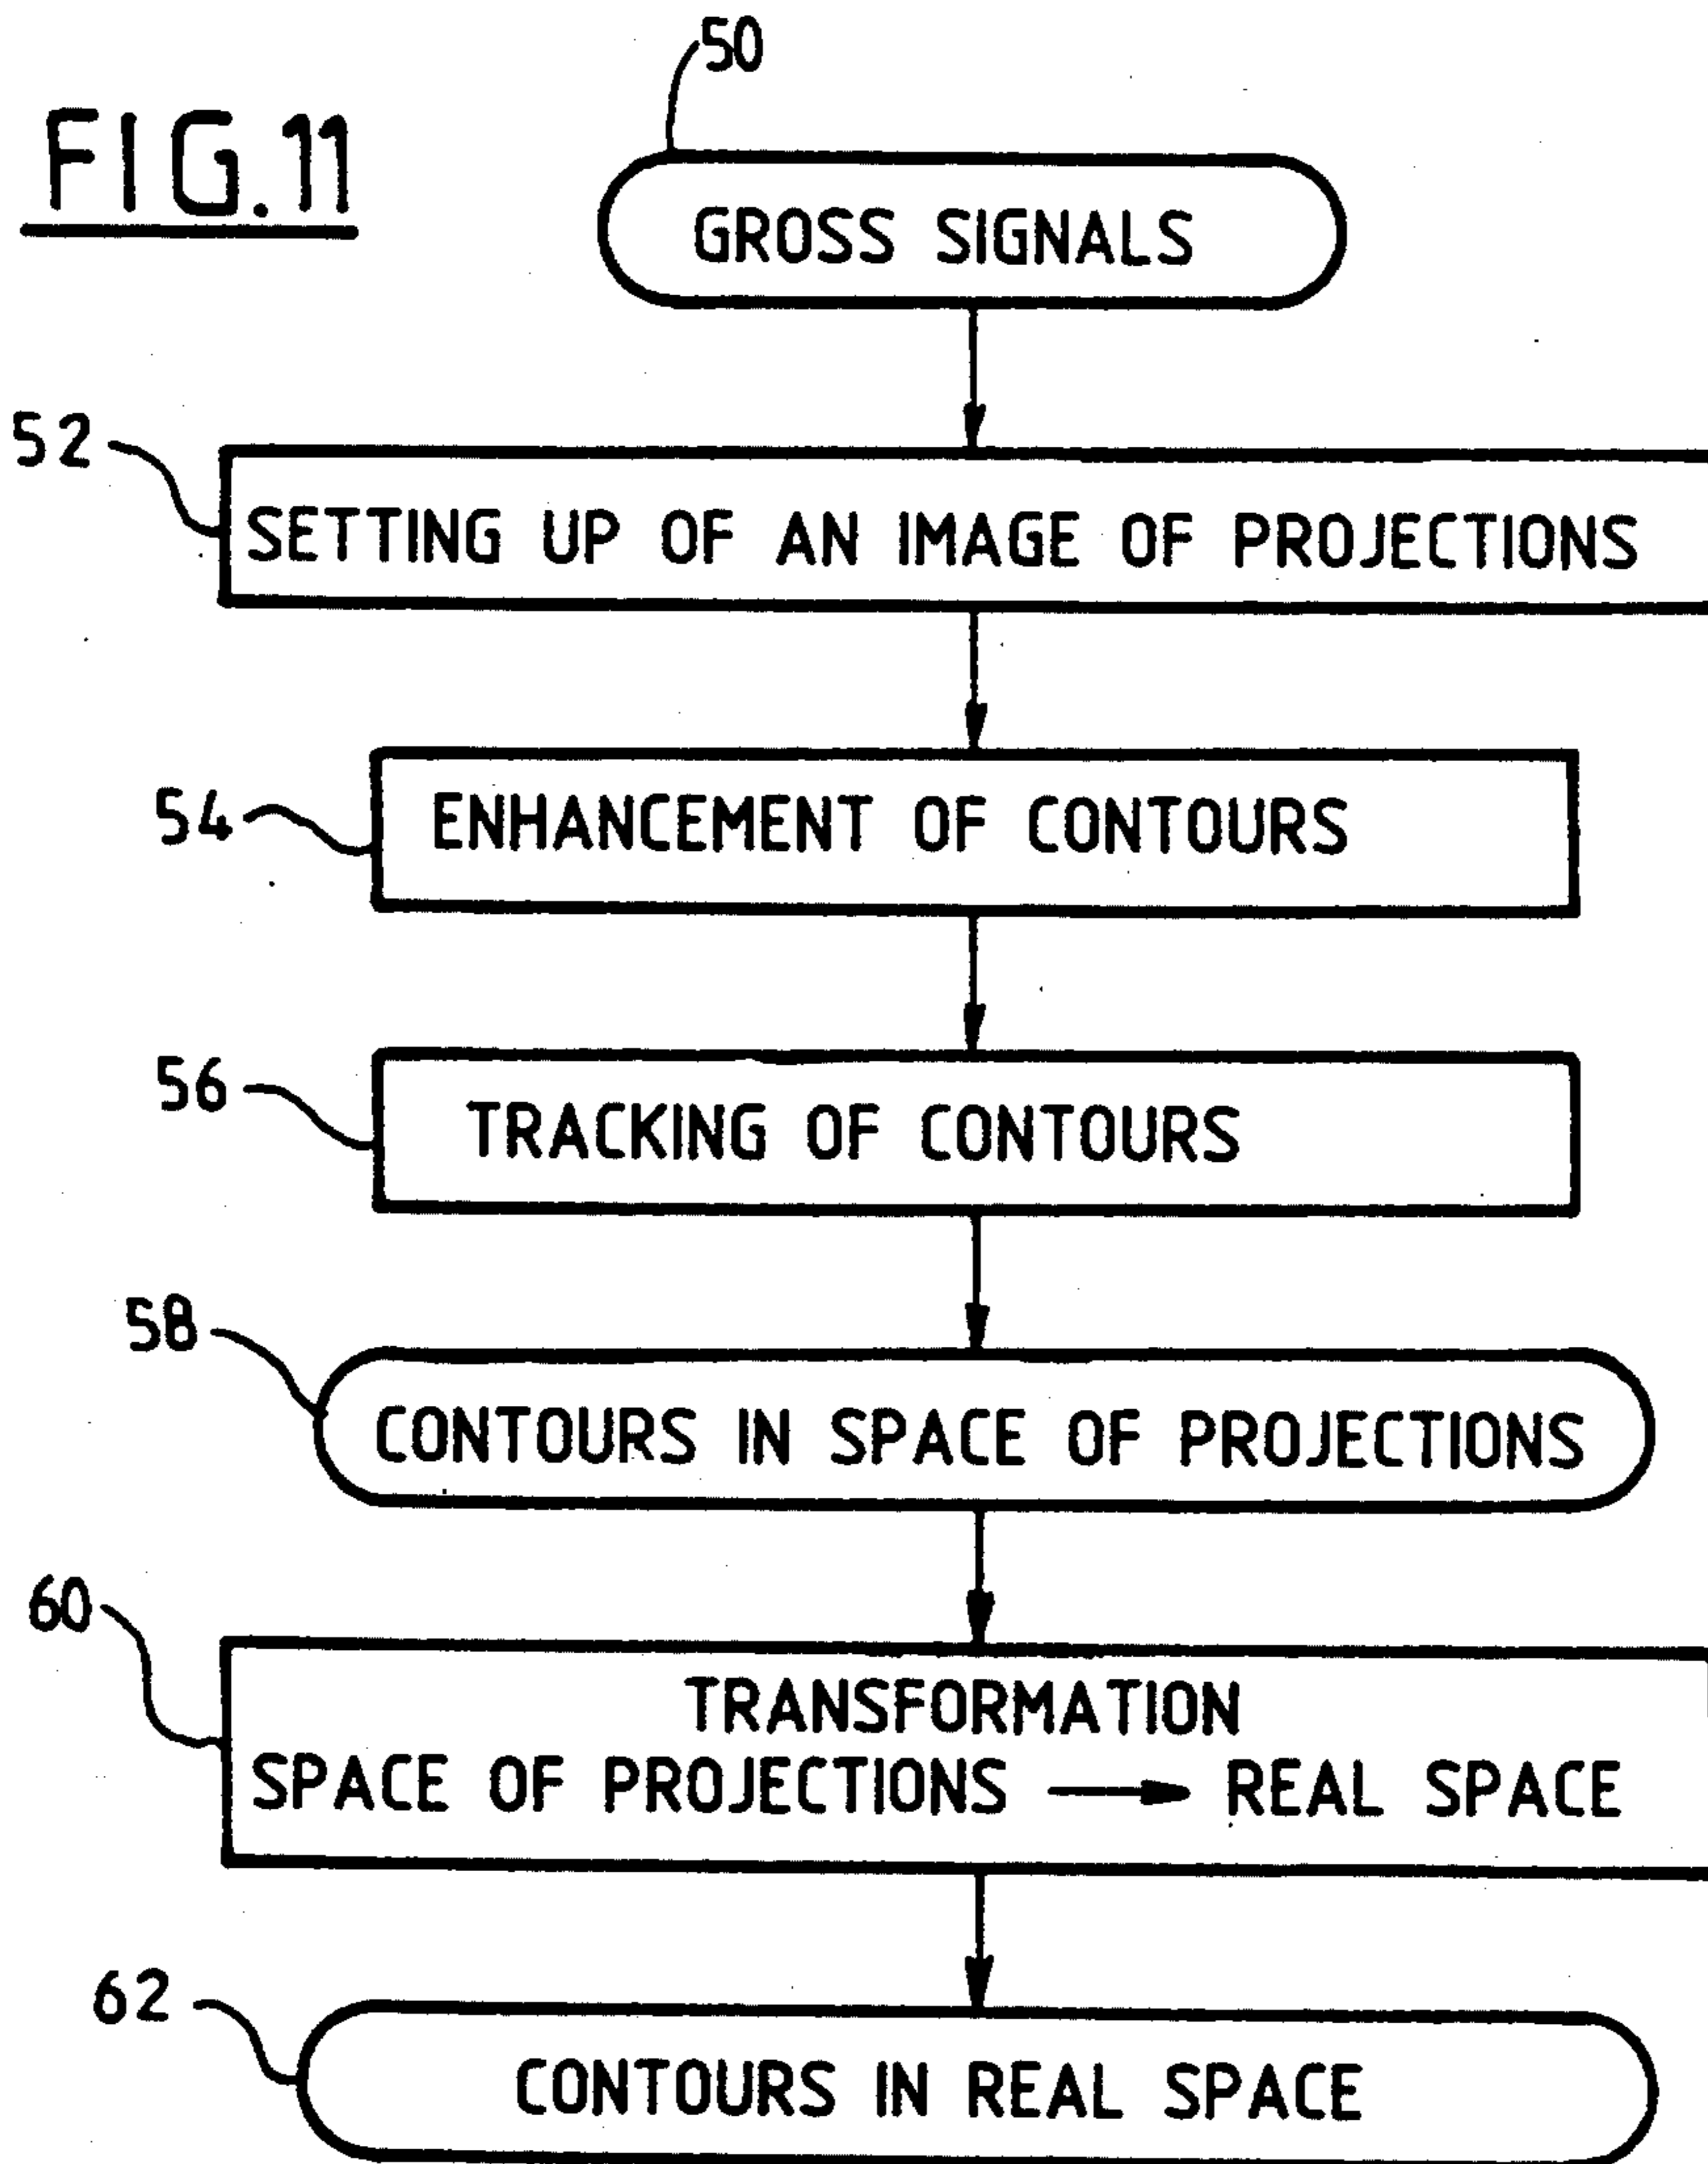 FIG.11
50
GROSS SIGNALS
52
SETTING UP OF AN IMAGE OF PROJECTIONS
54
ENHANCEMENT OF CONTOURS
56
TRACKING OF CONTOURS
58
CONTOURS IN SPACE OF PROJECTIONS
60
TRANSFORMATION
SPACE OF PROJECTIONS → REAL SPACE
62
CONTOURS IN REAL SPACE